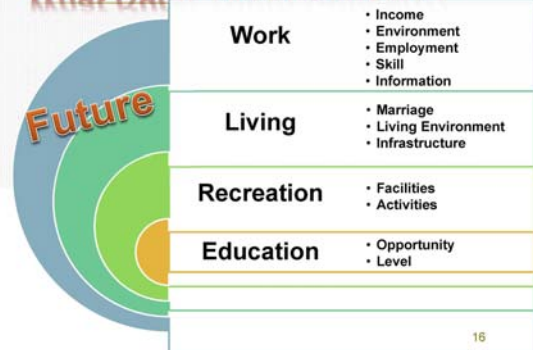 Future
Work
• Income
• Environment
• Employment
• Skill
• Information
Living
• Marriage
• Living Environment
• Infrastructure
Recreation
• Facilities
• Activities
Education
• Opportunity
• Level
16